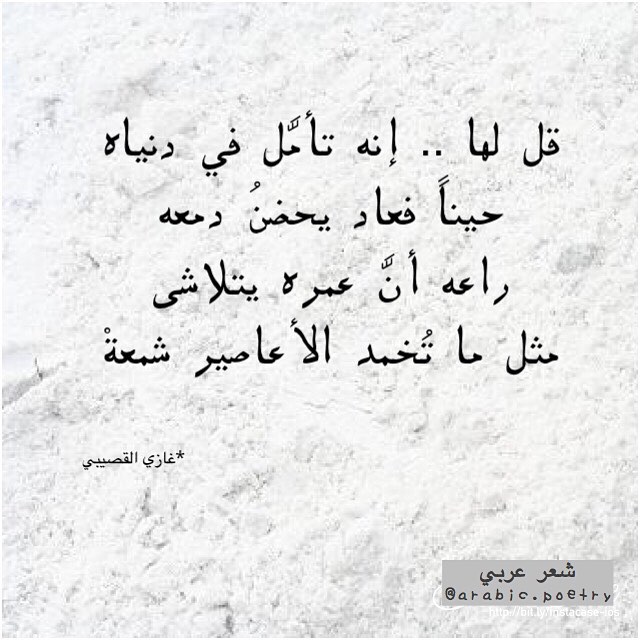 قل لها .. إنه تأمَّل في دنياه
حيناً فعاد يحضنُ دمعه
راعه أنَّ عمره يتلاشى
مثل ما تُخمد الأعاصير شمعةْ
*غازي القصيبي
شعر عربي
@arabic.poetry